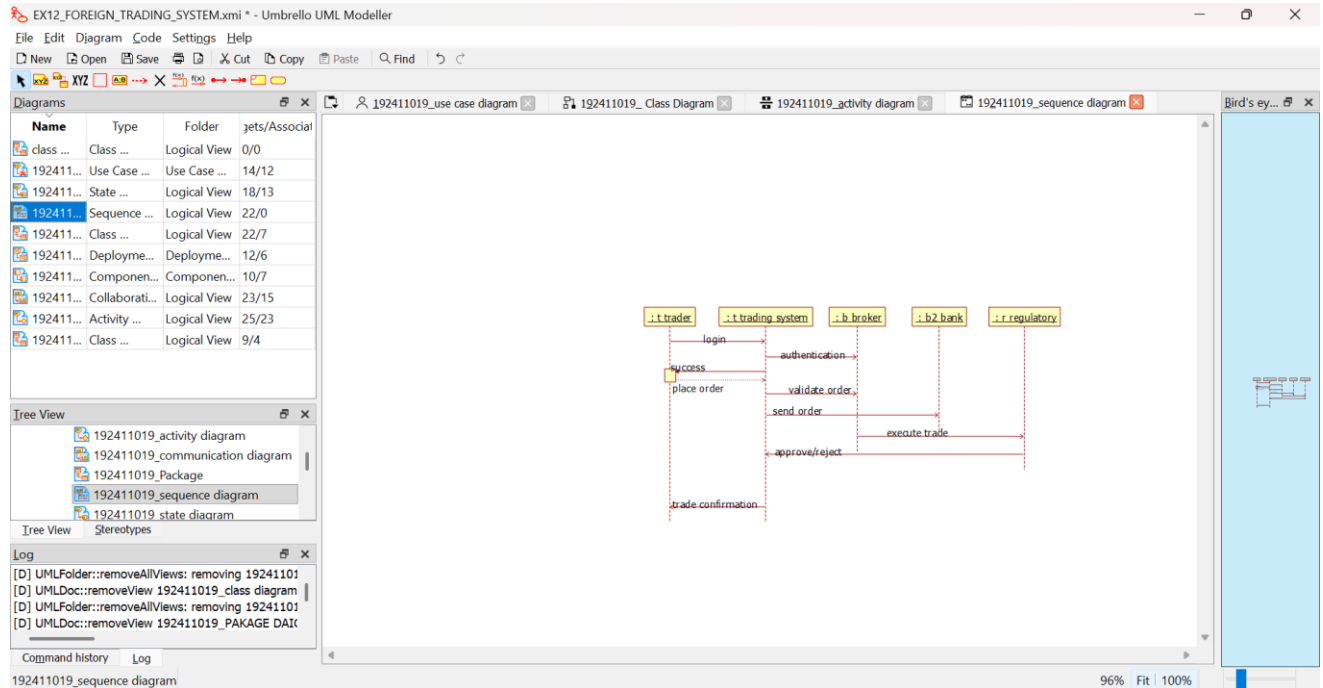 EX12_FOREIGN_TRADING_SYSTEM.xmi * - Umbrello UML Modeller
File Edit Diagram Code Settings Help
New Open Save Cut Copy Paste Find
XYZ XYZ A:B f(x) f(x)
Diagrams
Name Type Folder gets/Associat
class ... Class ... Logical View 0/0
192411... Use Case ... Use Case ... 14/12
192411... State ... Logical View 18/13
192411... Sequence ... Logical View 22/0
192411... Class ... Logical View 22/7
192411... Deployme... Deployme... 12/6
192411... Componen... Componen... 10/7
192411... Collaborati... Logical View 23/15
192411... Activity ... Logical View 25/23
192411... Class ... Logical View 9/4
Tree View
192411019_activity diagram
192411019_communication diagram
192411019_Package
192411019_sequence diagram
192411019_state diagram
Tree View Stereotypes
Log
[D] UMLFolder::removeAllViews: removing 19241101
[D] UMLDoc::removeView 192411019_class diagram
[D] UMLFolder::removeAllViews: removing 19241101
[D] UMLDoc::removeView 192411019_PAKAGE DAI
Command history Log
192411019_use case diagram 192411019_ Class Diagram 192411019_activity diagram 192411019_sequence diagram
: t trader : t trading system : b broker : b2 bank : r regulatory
login
authentication
success
place order
validate order
send order
execute trade
approve/reject
trade confirmation
Bird's ey...
192411019_sequence diagram 96% Fit 100%